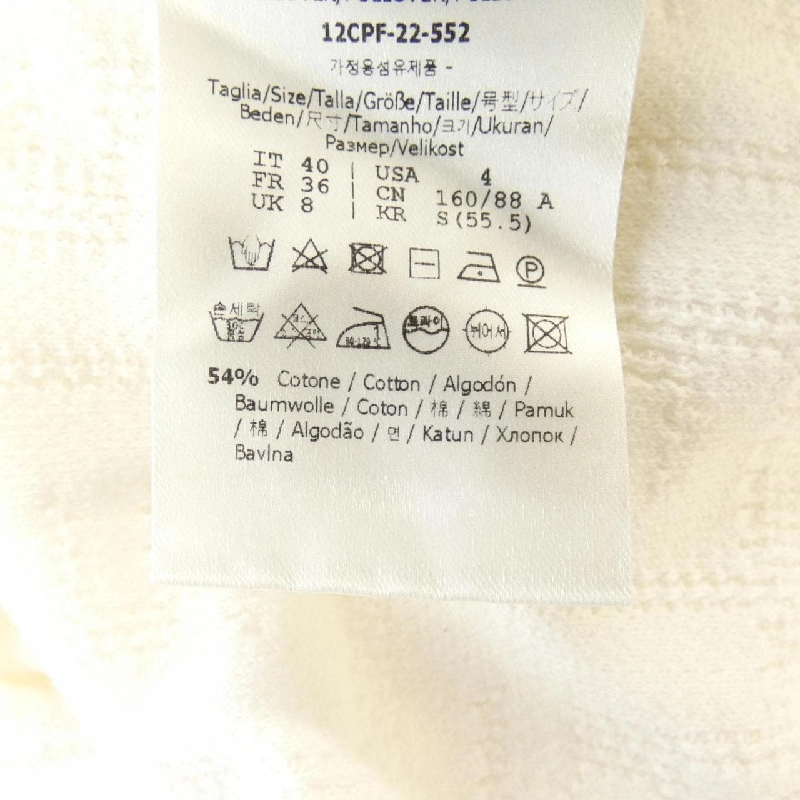 12CPF-22-552
가정용섬유제품 -
Taglia/Size/Talla/Größe/Taille/号型/サイズ/
Beden/尺寸/Tamanho/크기/Ukuran/
Размер/Velikost
IT 40 | USA 4
FR 36 | CN 160/88 A
UK 8 | KR S(55.5)
P
손세탁 1 드라이 퀴어서
54% Cotone / Cotton / Algodón /
Baumwolle / Coton / 棉 / 綿 / Pamuk
/ 棉 / Algodão / 면 / Katun / Хлопок /
Bavlna